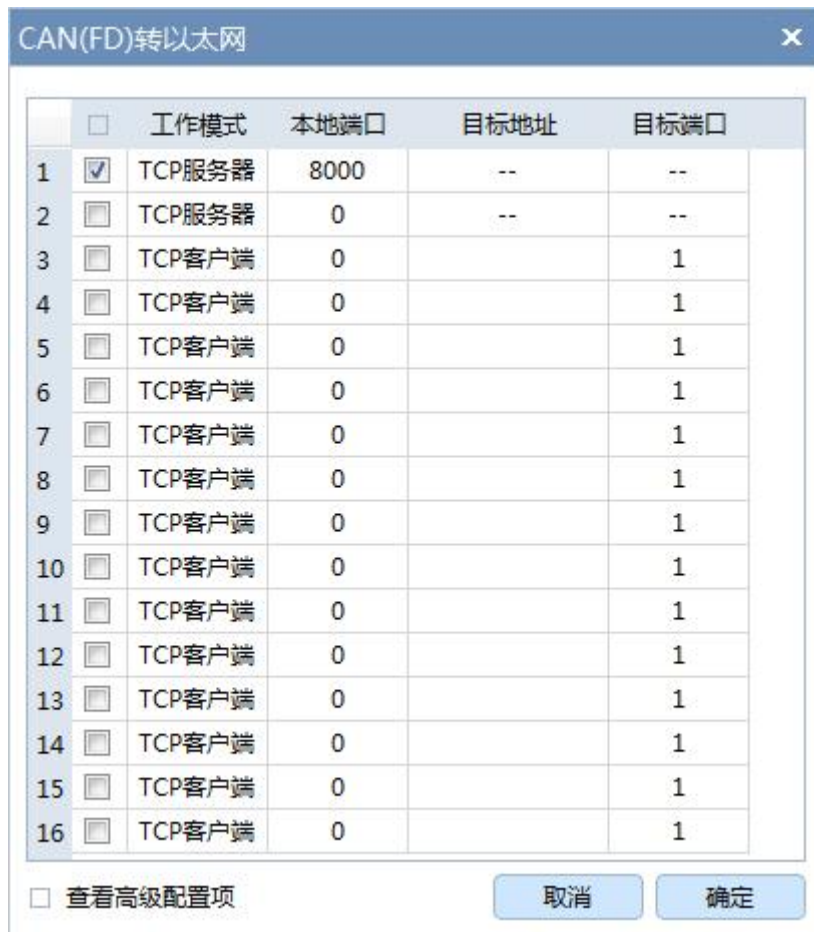 CAN(FD)转以太网
工作模式 本地端口 目标地址 目标端口
1 TCP服务器 8000 -- --
2 TCP服务器 0 -- --
3 TCP客户端 0 1
4 TCP客户端 0 1
5 TCP客户端 0 1
6 TCP客户端 0 1
7 TCP客户端 0 1
8 TCP客户端 0 1
9 TCP客户端 0 1
10 TCP客户端 0 1
11 TCP客户端 0 1
12 TCP客户端 0 1
13 TCP客户端 0 1
14 TCP客户端 0 1
15 TCP客户端 0 1
16 TCP客户端 0 1
查看高级配置项 取消 确定